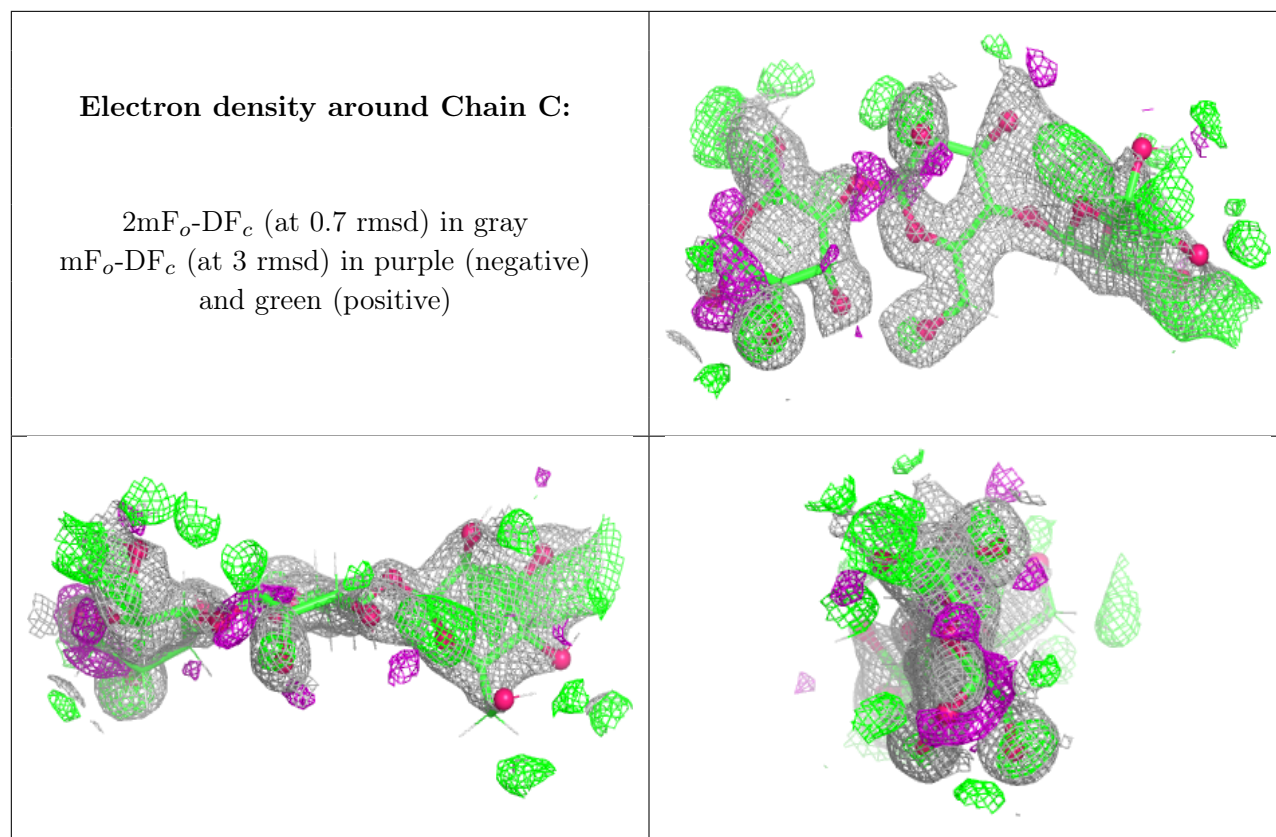 Electron density around Chain C:
2mFₒ-DF𝒸 (at 0.7 rmsd) in gray
mFₒ-DF𝒸 (at 3 rmsd) in purple (negative)
and green (positive)